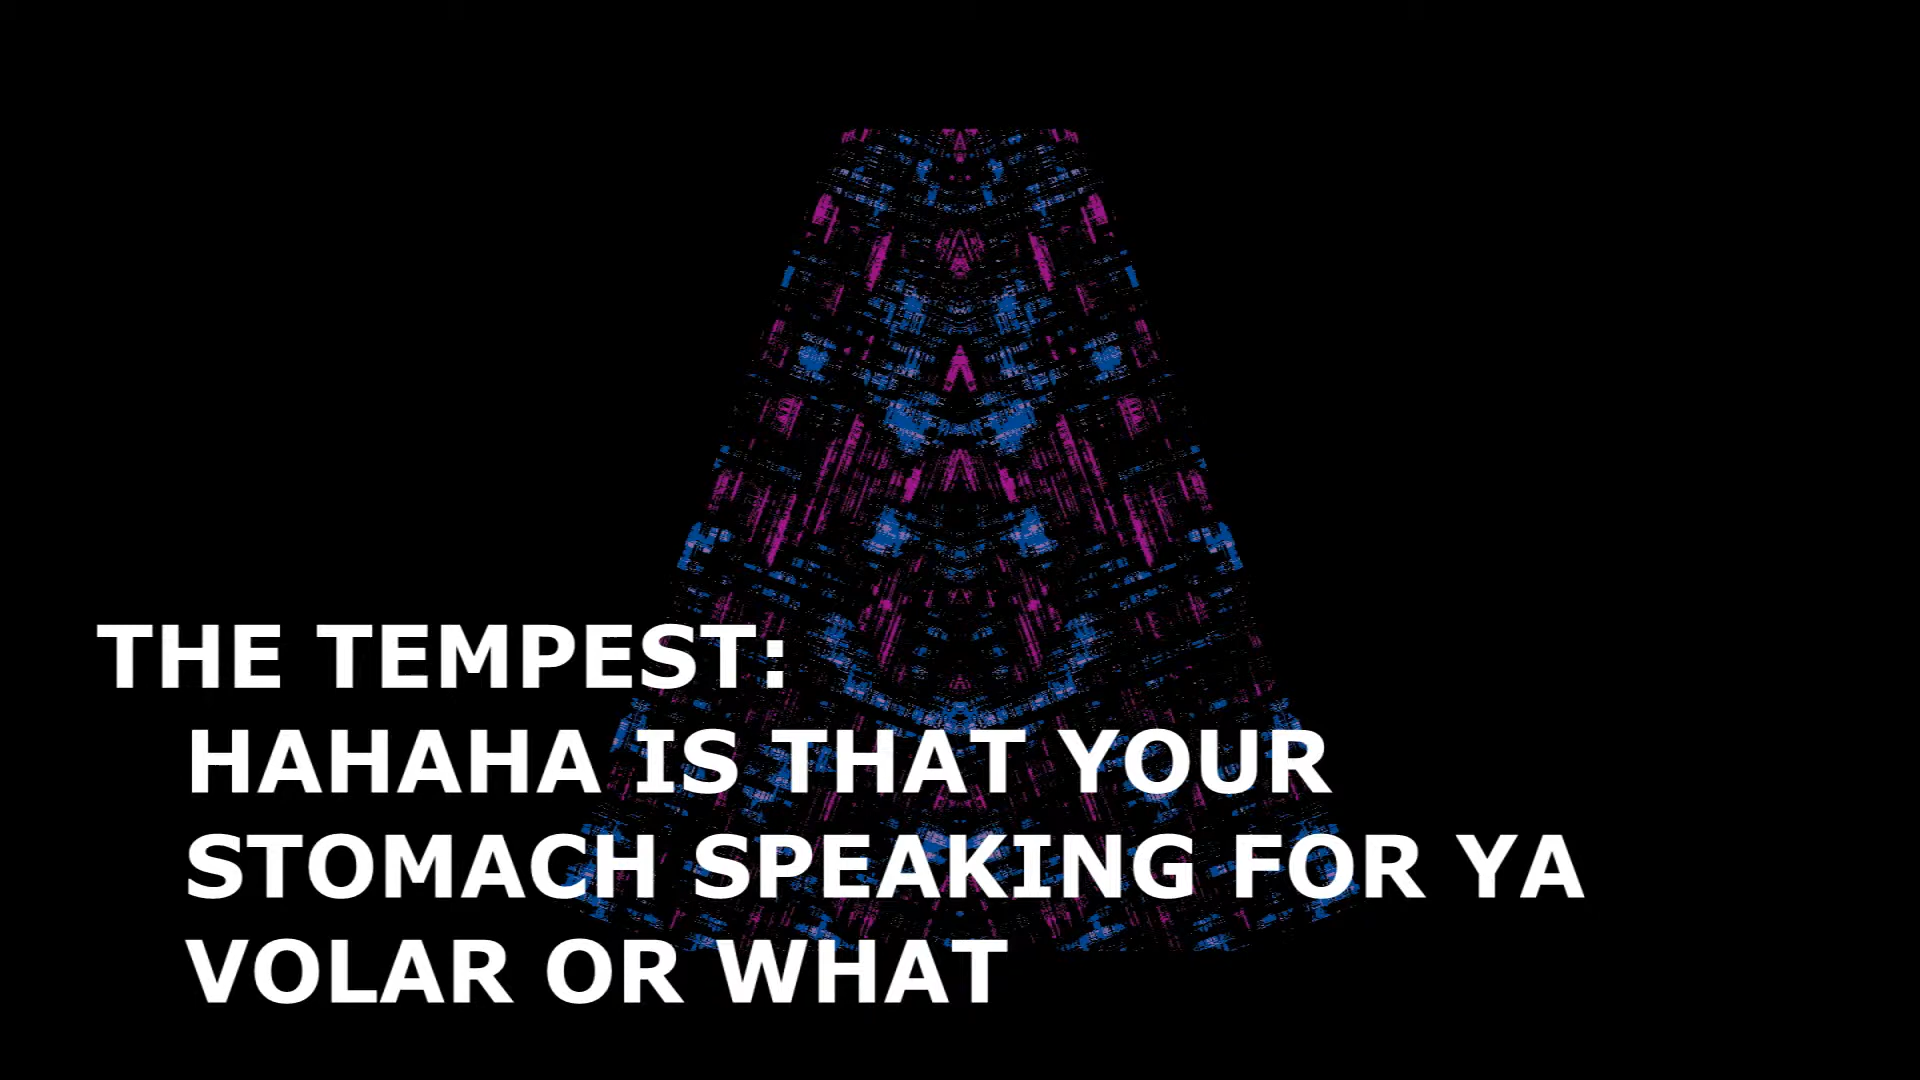 THE TEMPEST:
HAHAHA IS THAT YOUR
STOMACH SPEAKING FOR YA
VOLAR OR WHAT